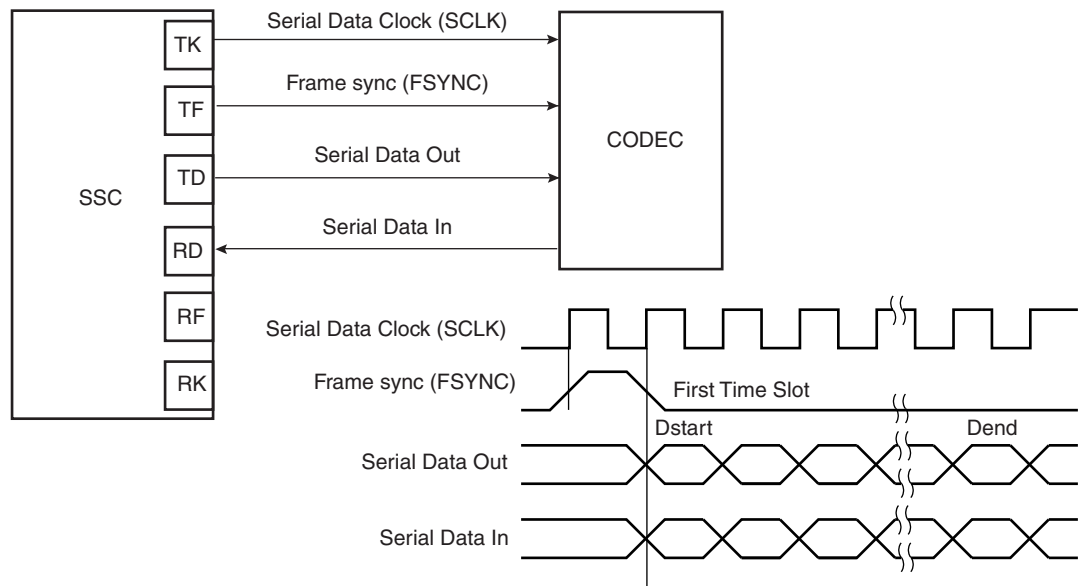 SSC
TK
TF
TD
RD
RF
RK
Serial Data Clock (SCLK)
Frame sync (FSYNC)
Serial Data Out
Serial Data In
CODEC
Serial Data Clock (SCLK)
Frame sync (FSYNC)
First Time Slot
Dstart
Dend
Serial Data Out
Serial Data In